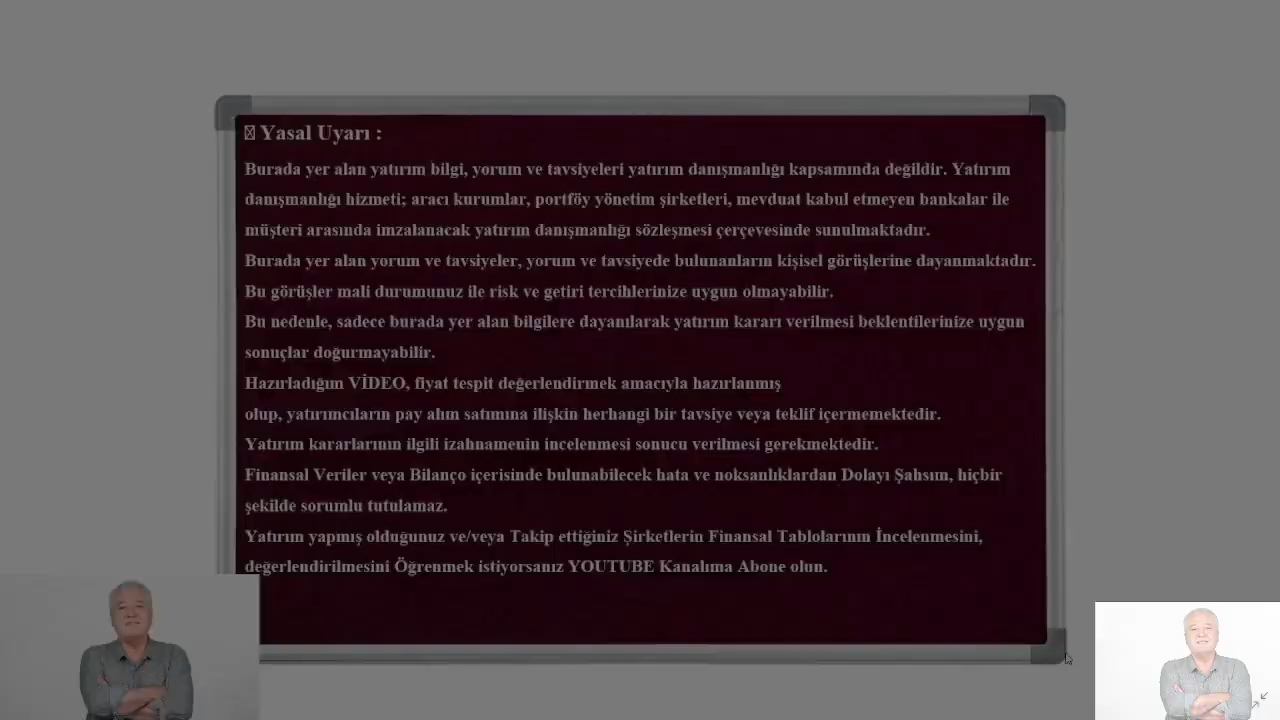 Yasal Uyarı :
Burada yer alan yatırım bilgi, yorum ve tavsiyeleri yatırım danışmanlığı kapsamında değildir. Yatırım
danışmanlığı hizmeti; aracı kurumlar, portföy yönetim şirketleri, mevduat kabul etmeyen bankalar ile
müşteri arasında imzalanacak yatırım danışmanlığı sözleşmesi çerçevesinde sunulmaktadır.
Burada yer alan yorum ve tavsiyeler, yorum ve tavsiyede bulunanların kişisel görüşlerine dayanmaktadır.
Bu görüşler mali durumunuz ile risk ve getiri tercihlerinize uygun olmayabilir.
Bu nedenle, sadece burada yer alan bilgilere dayanılarak yatırım kararı verilmesi beklentilerinize uygun
sonuçlar doğurmayabilir.
Hazırladığım VİDEO, fiyat tespit değerlendirmek amacıyla hazırlanmış
olup, yatırımcıların pay alım satımına ilişkin herhangi bir tavsiye veya teklif içermemektedir.
Yatırım kararlarının ilgili izahnamenin incelenmesi sonucu verilmesi gerekmektedir.
Finansal Veriler veya Bilanço içerisinde bulunabilecek hata ve noksanlıklardan Dolayı Şahsım, hiçbir
şekilde sorumlu tutulamaz.
Yatırım yapmış olduğunuz ve/veya Takip ettiğiniz Şirketlerin Finansal Tablolarının İncelenmesini,
değerlendirilmesini Öğrenmek istiyorsanız YOUTUBE Kanalıma Abone olun.